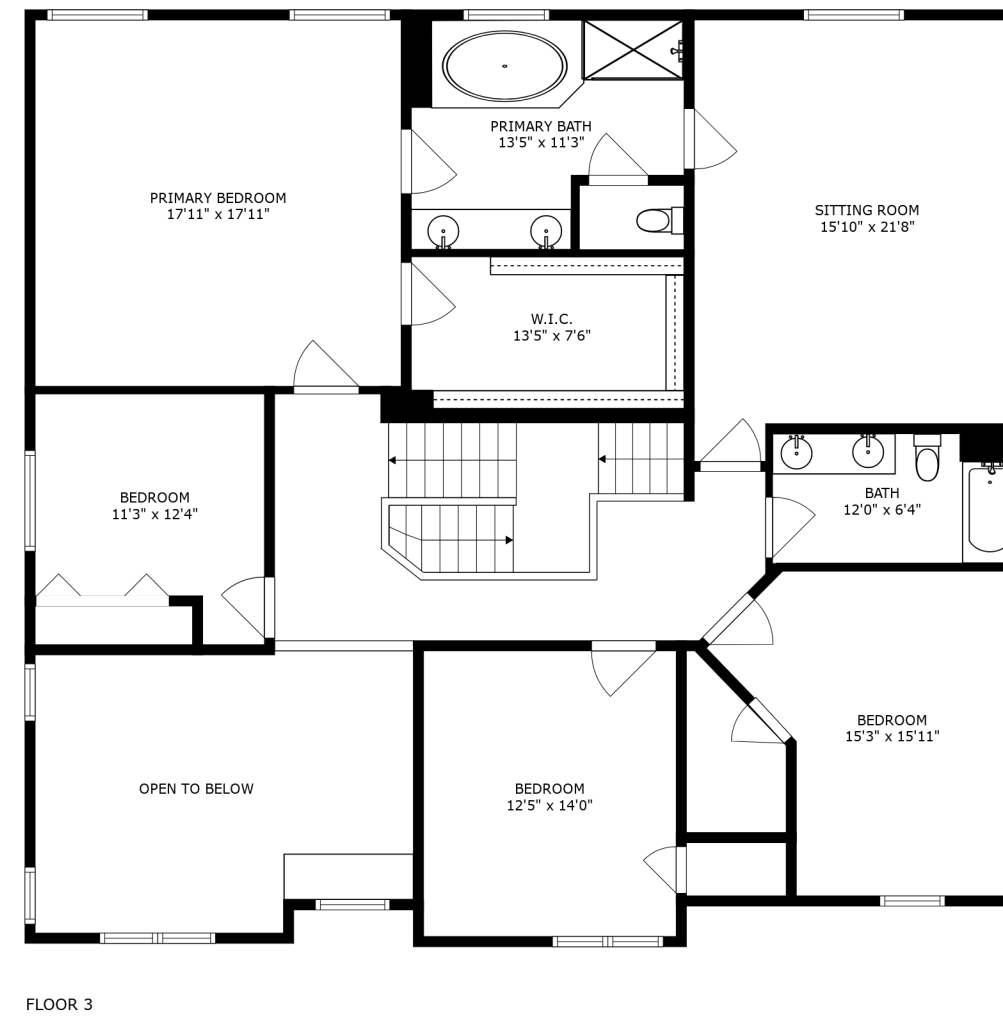 PRIMARY BATH
13'5" x 11'3"
PRIMARY BEDROOM
17'11" x 17'11"
SITTING ROOM
15'10" x 21'8"
W.I.C.
13'5" x 7'6"
BEDROOM
11'3" x 12'4"
BATH
12'0" x 6'4"
BEDROOM
15'3" x 15'11"
OPEN TO BELOW
BEDROOM
12'5" x 14'0"
FLOOR 3